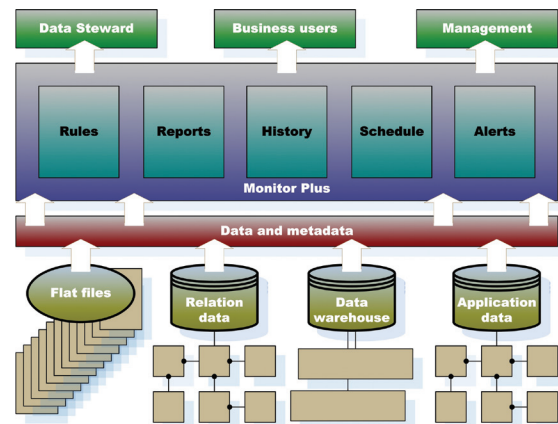 Data Steward
Business users
Management
Rules
Reports
History
Schedule
Alerts
Monitor Plus
Data and metadata
Flat files
Relation
data
Data
warehouse
Application
data